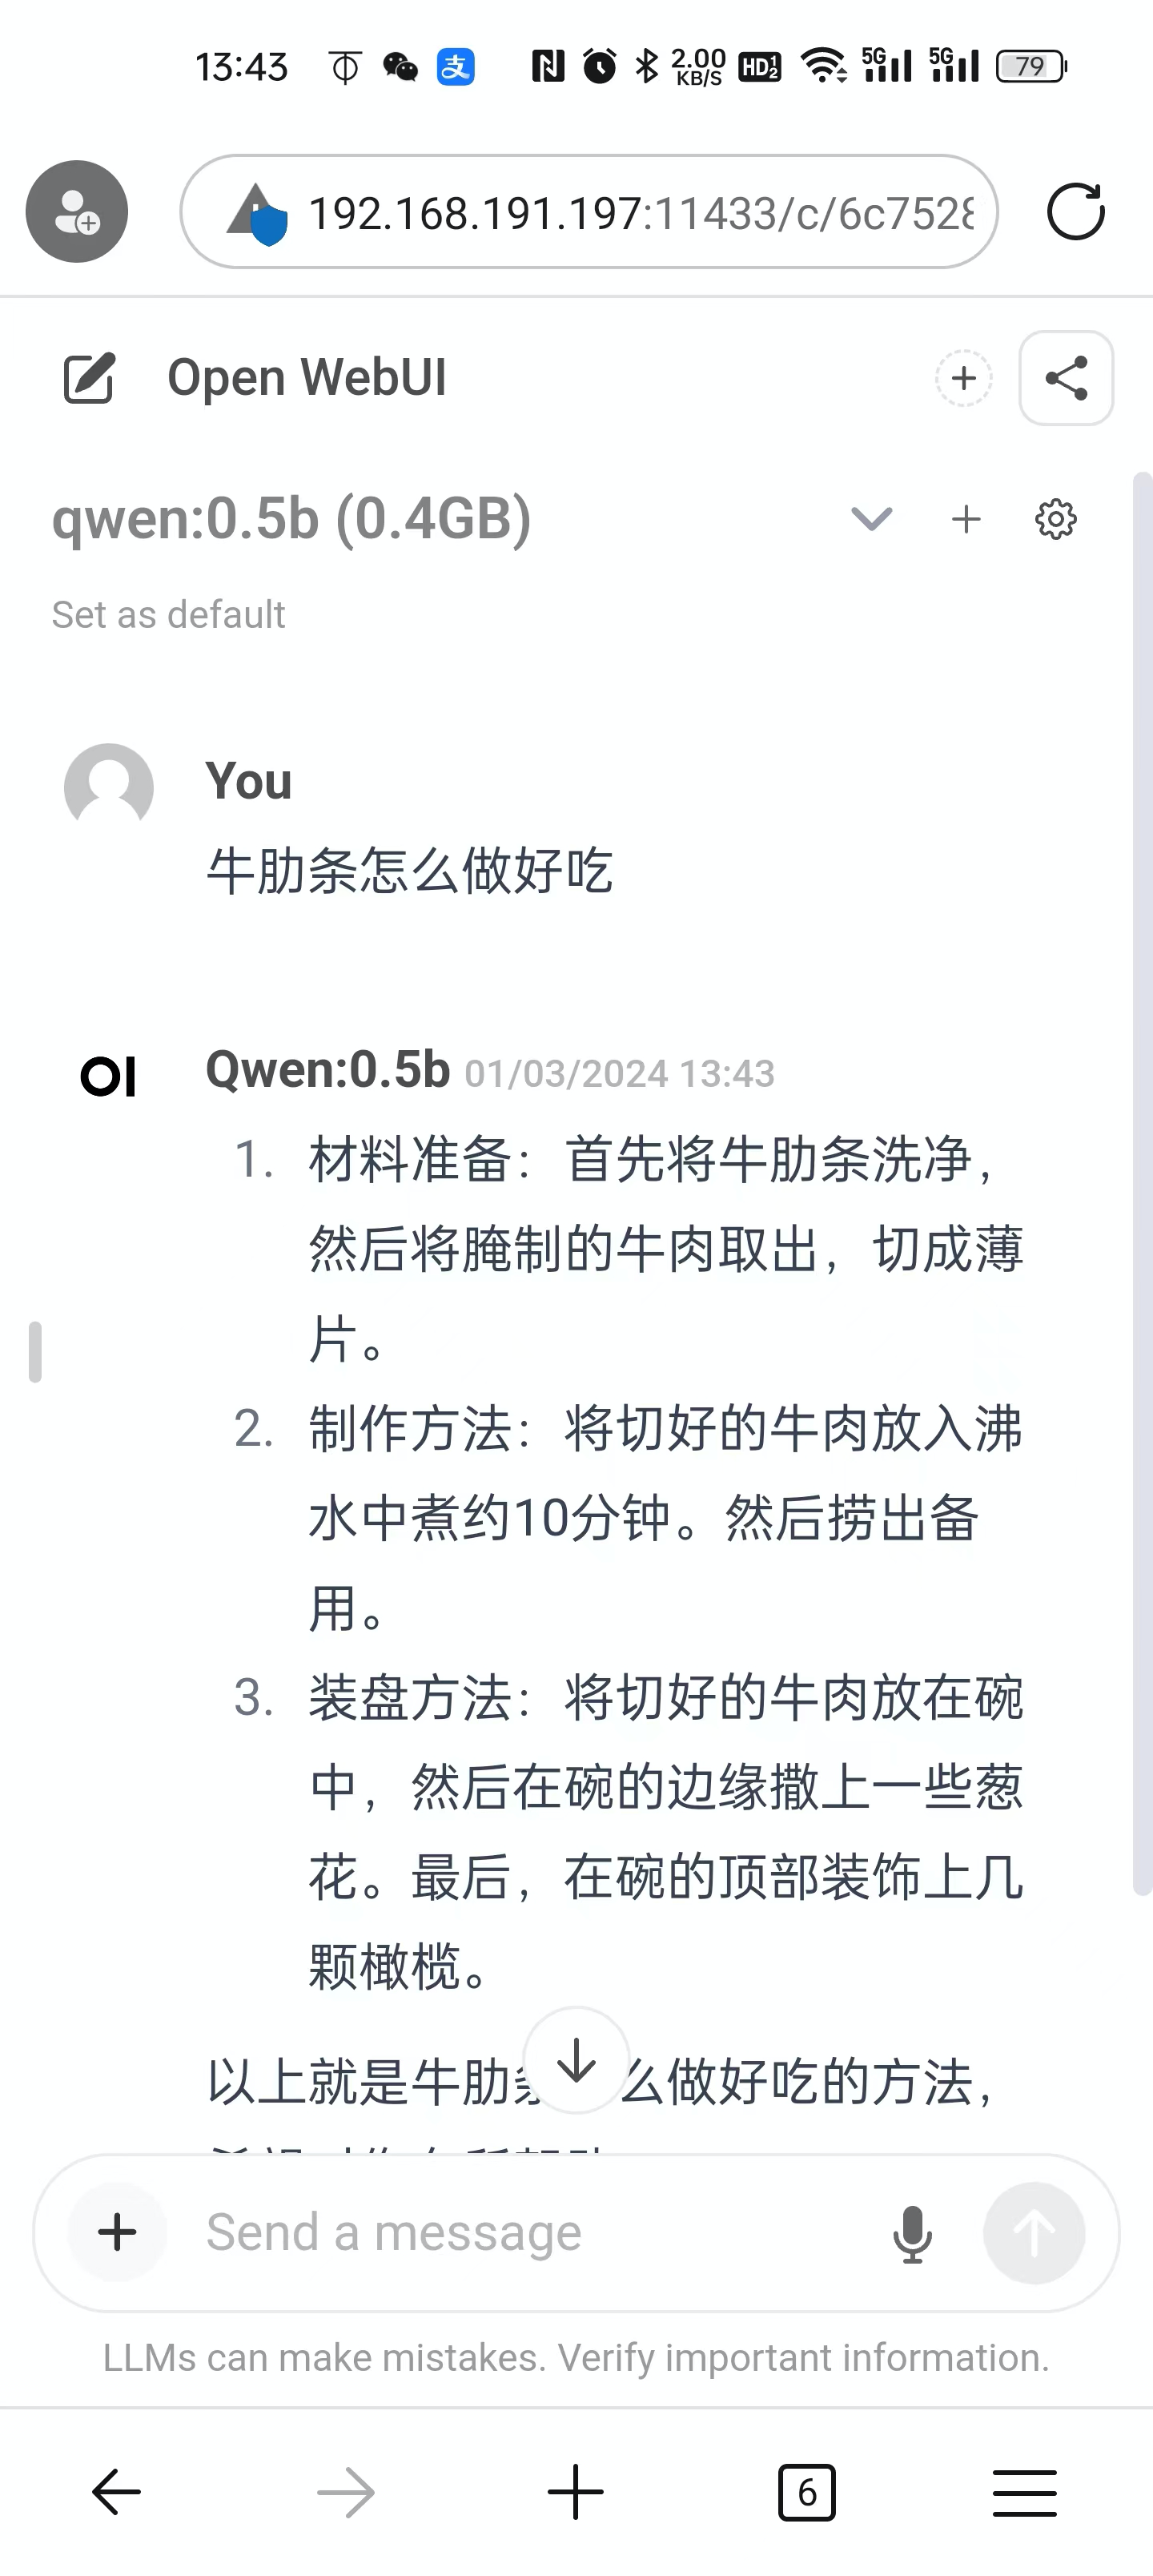 13:43 支 2.00 KB/S HD 1 2 5G 5G 79
192.168.191.197:11433/c/6c7528
Open WebUI
qwen:0.5b (0.4GB)
Set as default
You
牛肋条怎么做好吃
OI Qwen:0.5b 01/03/2024 13:43
1. 材料准备：首先将牛肋条洗净，
然后将腌制的牛肉取出，切成薄
片。
2. 制作方法：将切好的牛肉放入沸
水中煮约10分钟。然后捞出备
用。
3. 装盘方法：将切好的牛肉放在碗
中，然后在碗的边缘撒上一些葱
花。最后，在碗的顶部装饰上几
颗橄榄。
以上就是牛肋 么做好吃的方法，
Send a message
LLMs can make mistakes. Verify important information.
6